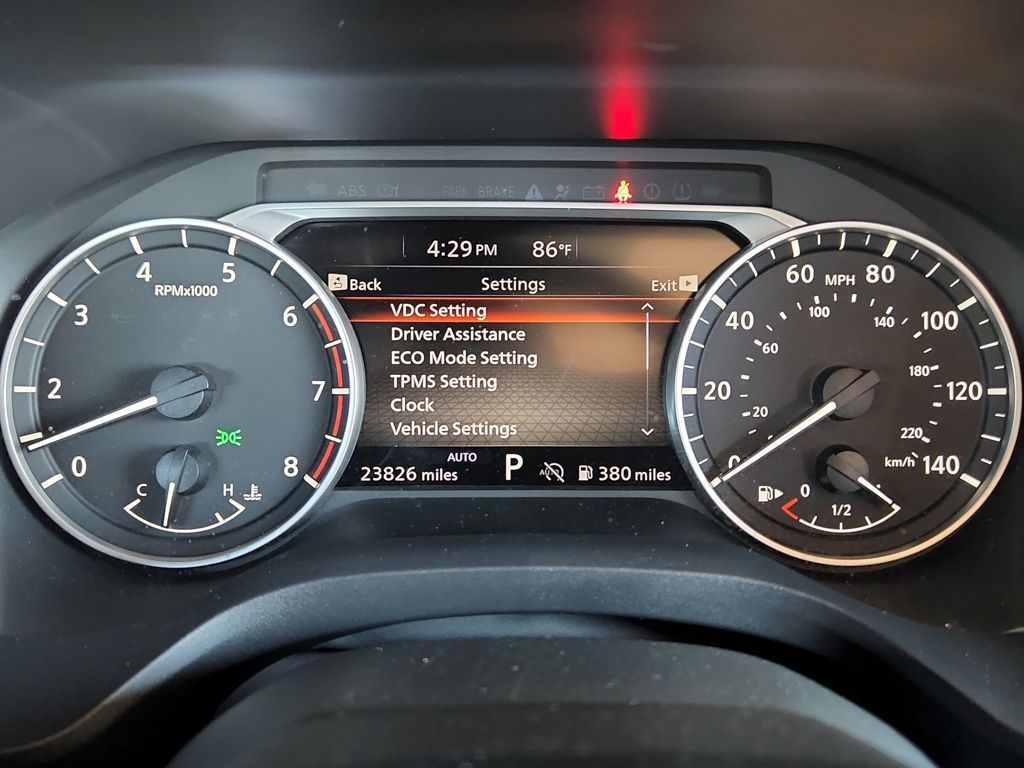 ABS PARK BRAKE
4:29 PM 86°F
Back Settings Exit
VDC Setting
Driver Assistance
ECO Mode Setting
TPMS Setting
Clock
Vehicle Settings
AUTO
23826 miles P 380 miles
RPMx1000
0 2 3 4 5 6 7 8
C H
MPH
0 20 40 60 80 100 120 140
20 60 100 140 180 220
km/h
0 1/2